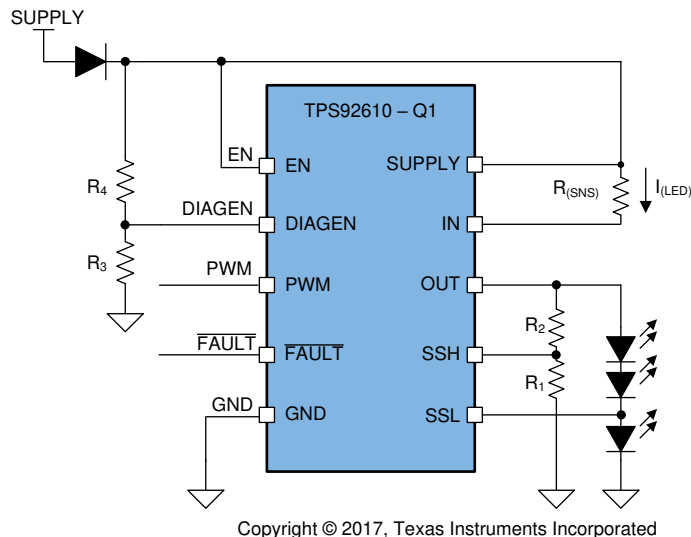 SUPPLY
TPS92610 – Q1
EN
EN
SUPPLY
R4
R(SNS)
I(LED)
DIAGEN
DIAGEN
IN
R3
PWM
PWM
OUT
R2
FAULT
FAULT
SSH
R1
GND
GND
SSL
Copyright © 2017, Texas Instruments Incorporated